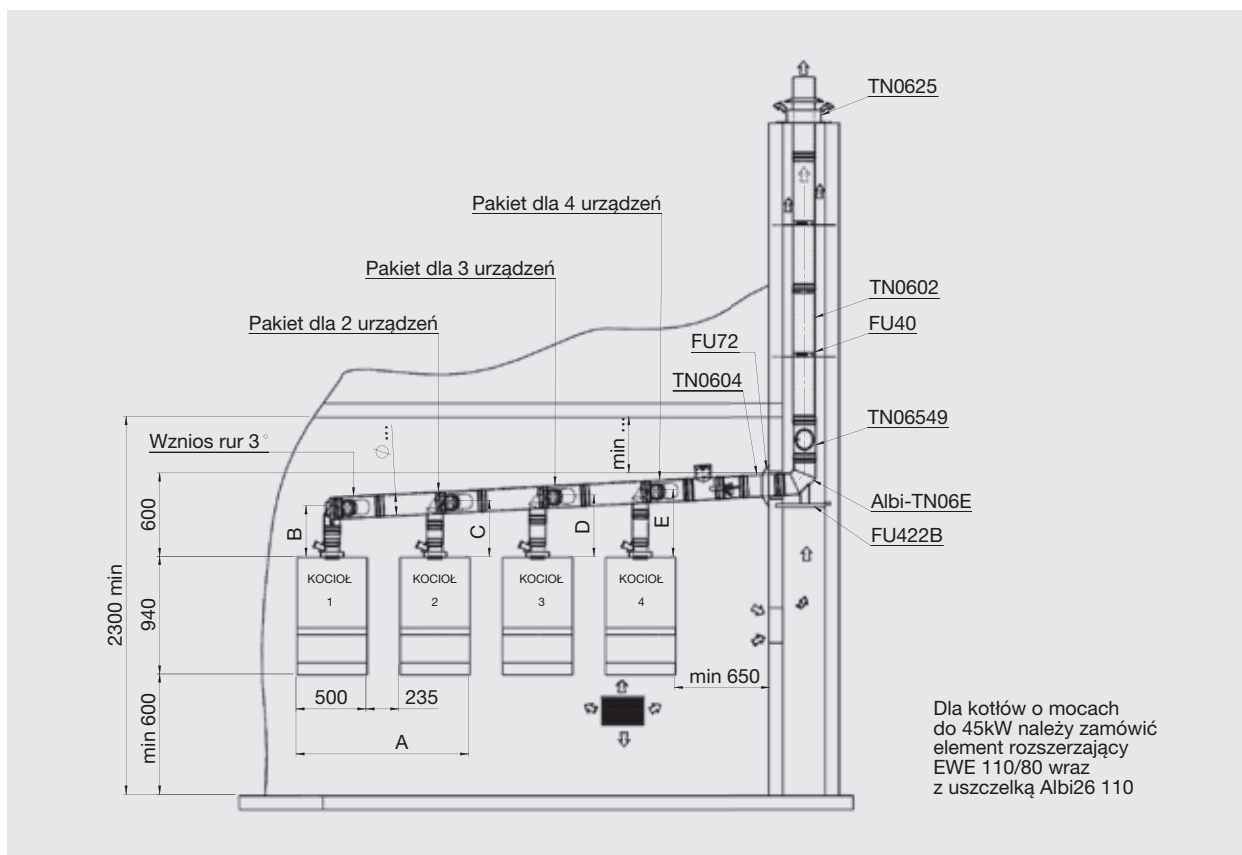 TN0625
Pakiet dla 4 urządzeń
Pakiet dla 3 urządzeń
Pakiet dla 2 urządzeń
TN0602
FU40
FU72
TN0604
TN06549
Wznios rur 3°
Ø ...
min ...
Albi-TN06E
FU422B
600
B
C
D
E
2300 min
940
min 600
KOCIOŁ
1
KOCIOŁ
2
KOCIOŁ
3
KOCIOŁ
4
500
235
min 650
A
Dla kotłów o mocach
do 45kW należy zamówić
element rozszerzający
EWE 110/80 wraz
z uszczelką Albi26 110